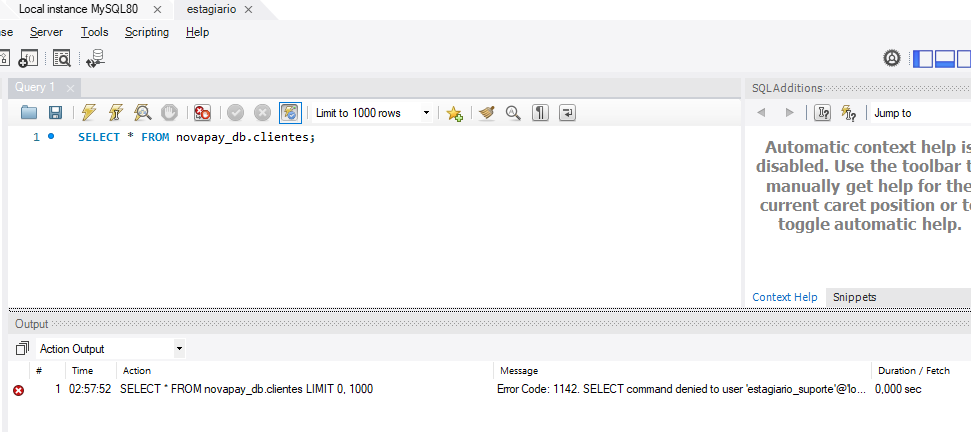 Local instance MySQL80
estagiario
Server Tools Scripting Help
Query 1
SQLAdditions
Limit to 1000 rows
Jump to
1 SELECT * FROM novapay_db.clientes;
Automatic context help is
disabled. Use the toolbar
manually get help for the
current caret position or
toggle automatic help.
Context Help Snippets
Output
Action Output
# Time Action Message Duration / Fetch
1 02:57:52 SELECT * FROM novapay_db.clientes LIMIT 0, 1000 Error Code: 1142. SELECT command denied to user 'estagiario_suporte'@'lo... 0,000 sec